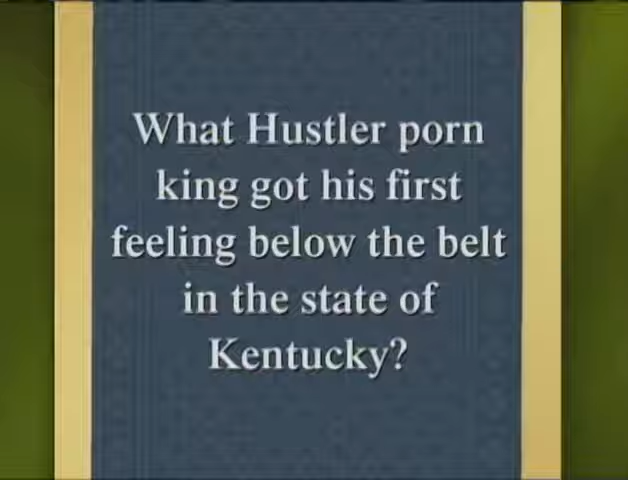 What Hustler porn
king got his first
feeling below the belt
in the state of
Kentucky?